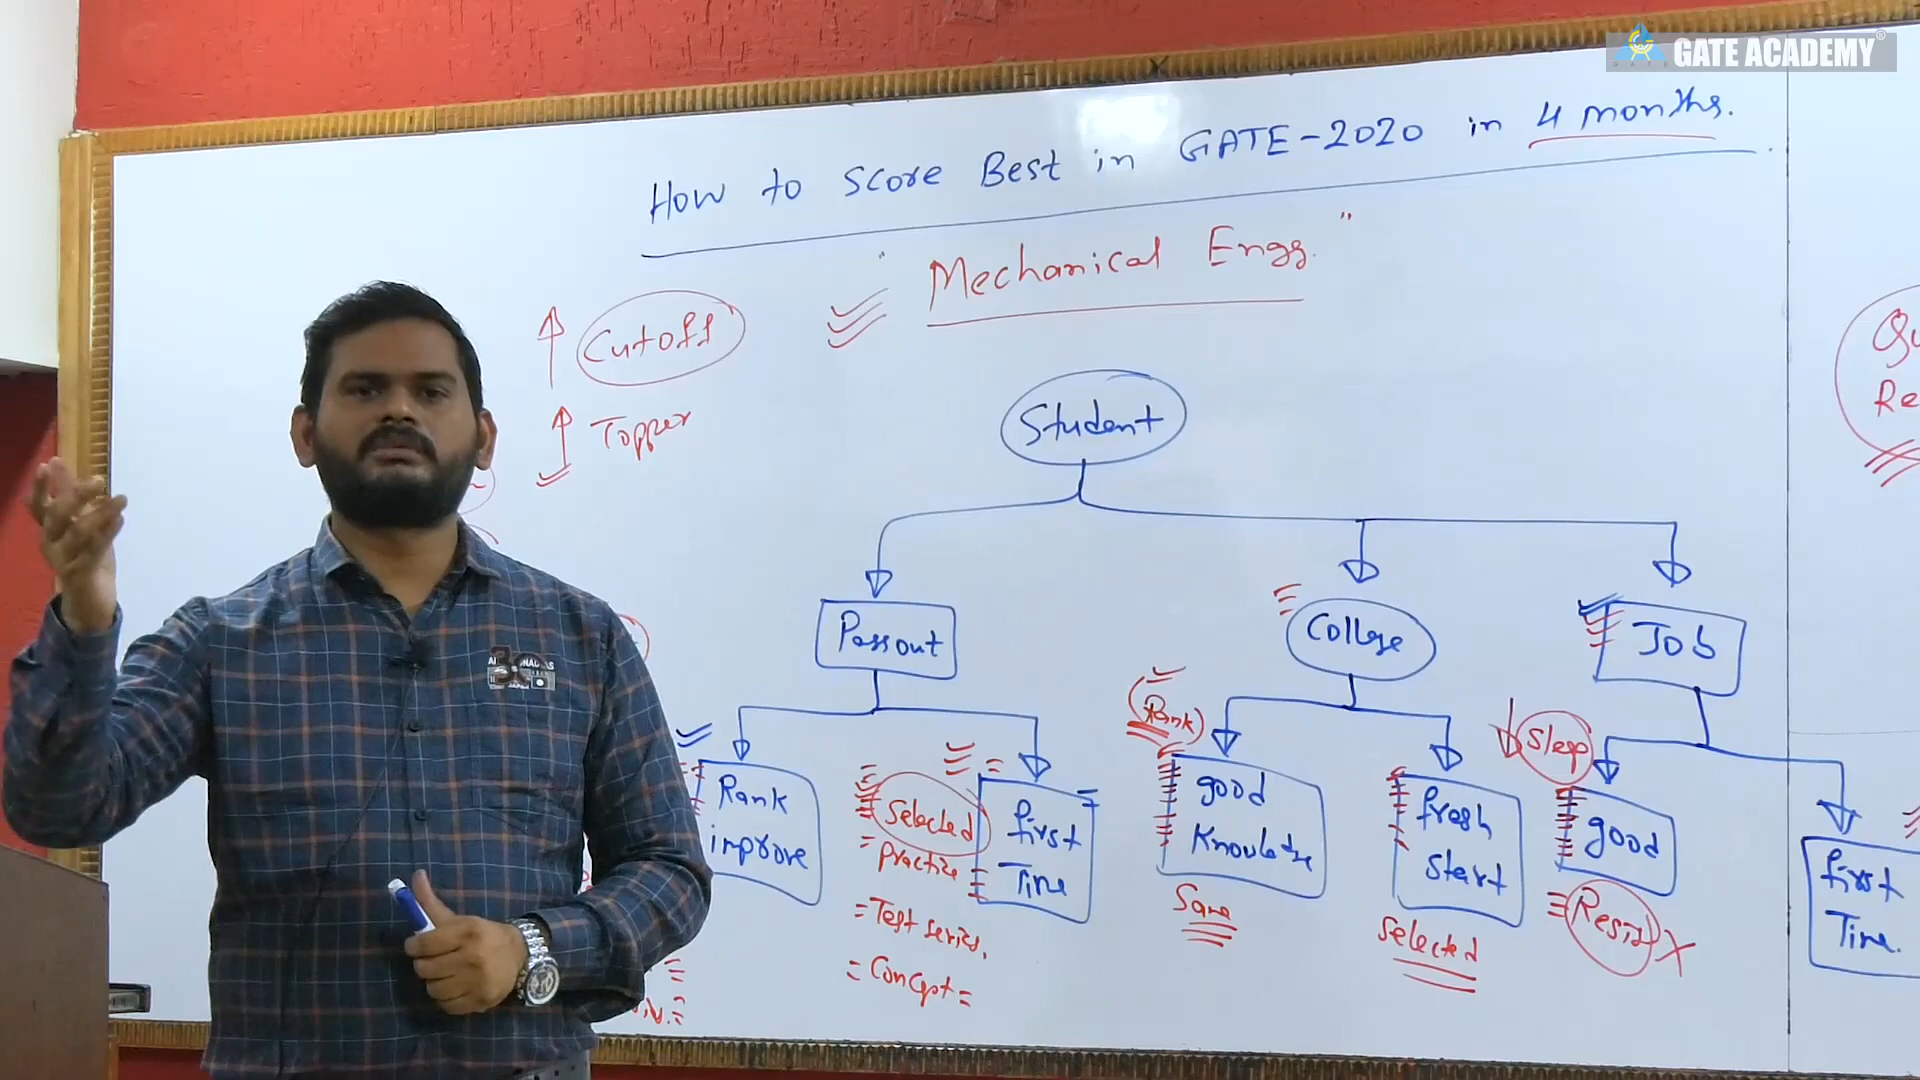 GATE ACADEMY
How to Score Best in GATE-2020 in 4 months.
" Mechanical Engg. "
Cutoff
Topper
Student
Passout
College
Job
Rank
improve
Selected
practice
=Test series.
=Concept=
first
Time
Rank
good
Knowledge
Same
fresh
Start
Selected
Sleep
good
first
Time.